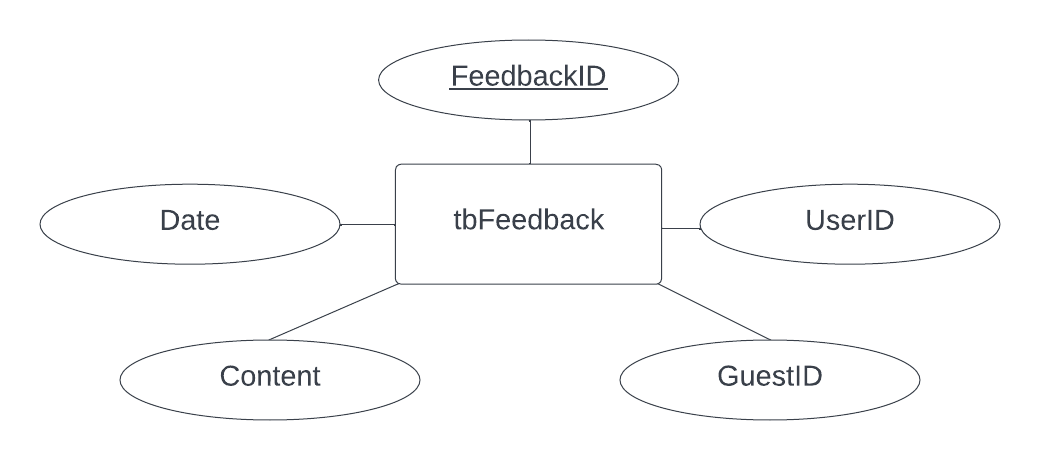 FeedbackID
Date
tbFeedback
UserID
Content
GuestID